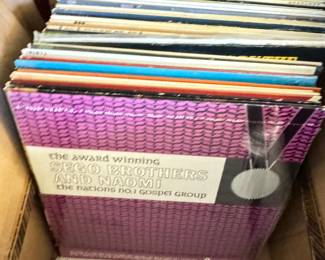 the award winning
SEGO BROTHERS
AND NAOMI
the nations no.1 gospel group